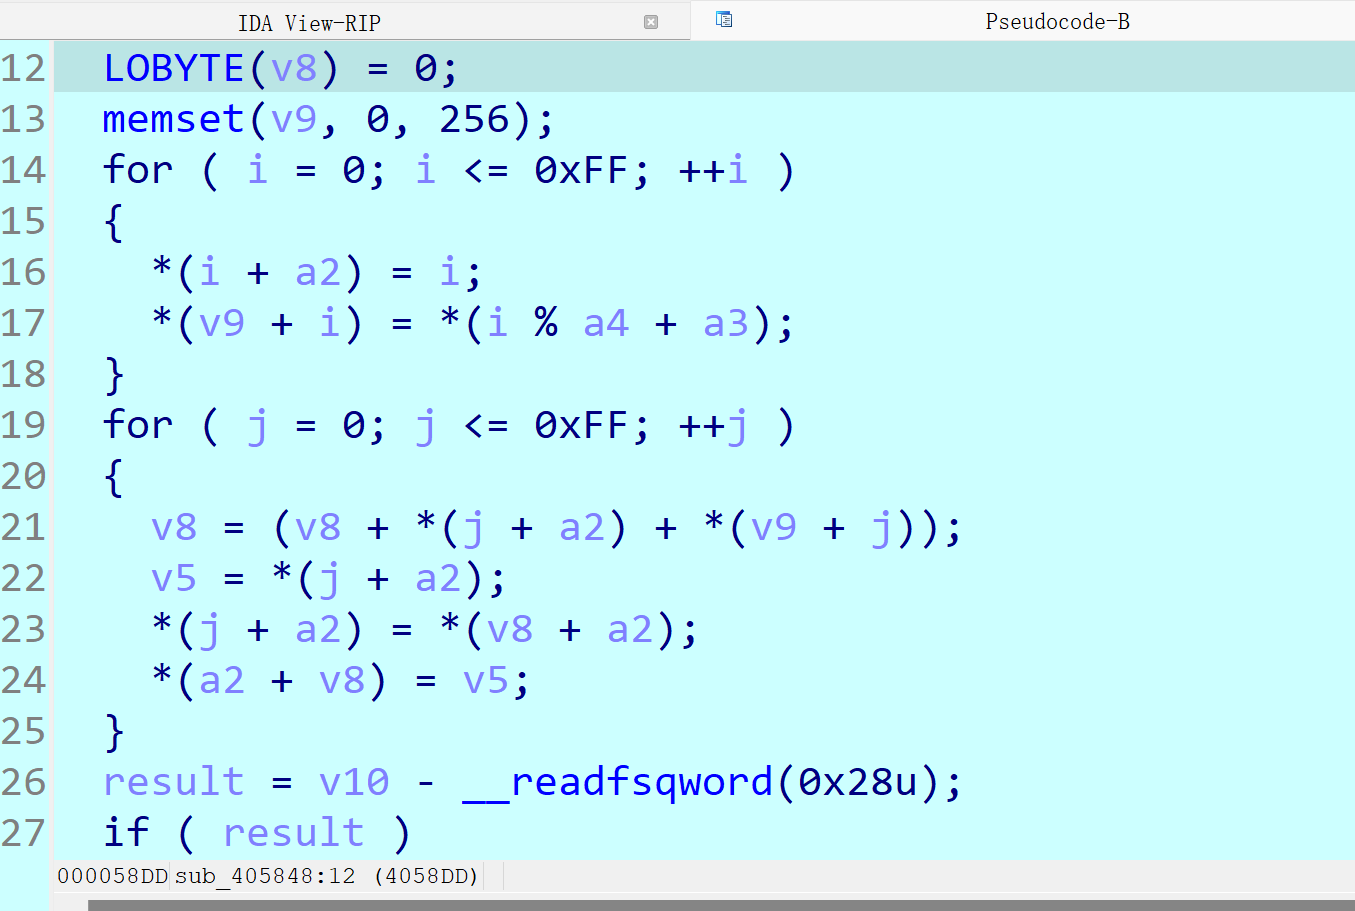 IDA View-RIP
Pseudocode-B
12 LOBYTE(v8) = 0;
13 memset(v9, 0, 256);
14 for ( i = 0; i <= 0xFF; ++i )
15 {
16 *(i + a2) = i;
17 *(v9 + i) = *(i % a4 + a3);
18 }
19 for ( j = 0; j <= 0xFF; ++j )
20 {
21 v8 = (v8 + *(j + a2) + *(v9 + j));
22 v5 = *(j + a2);
23 *(j + a2) = *(v8 + a2);
24 *(a2 + v8) = v5;
25 }
26 result = v10 - __readfsqword(0x28u);
27 if ( result )
000058DD sub_405848:12 (4058DD)